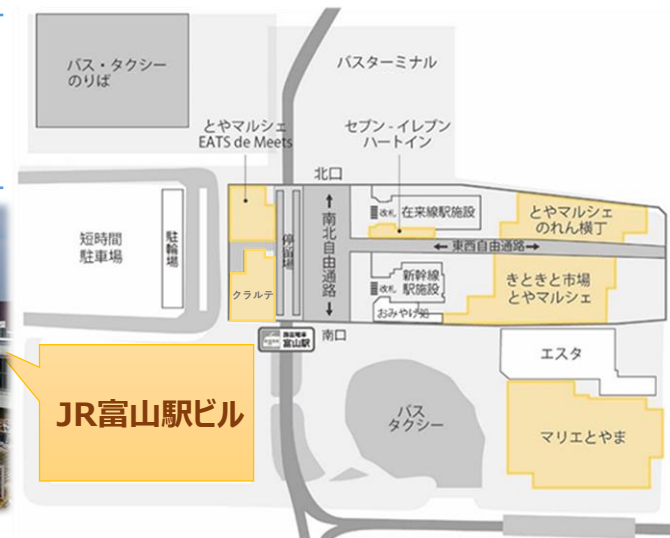 バス・タクシー
のりば
バスターミナル
とやマルシェ
EATS de Meets
セブン-イレブン
ハートイン
北口
短時間
駐車場
駐輪場
停留場
南北自由通路
改札
在来線駅施設
とやマルシェ
のれん横丁
東西自由通路
クラルテ
新幹線
改札
駅施設
おみやげ処
きときと市場
とやマルシェ
富山駅
南口
エスタ
JR富山駅ビル
バス
タクシー
マリエとやま